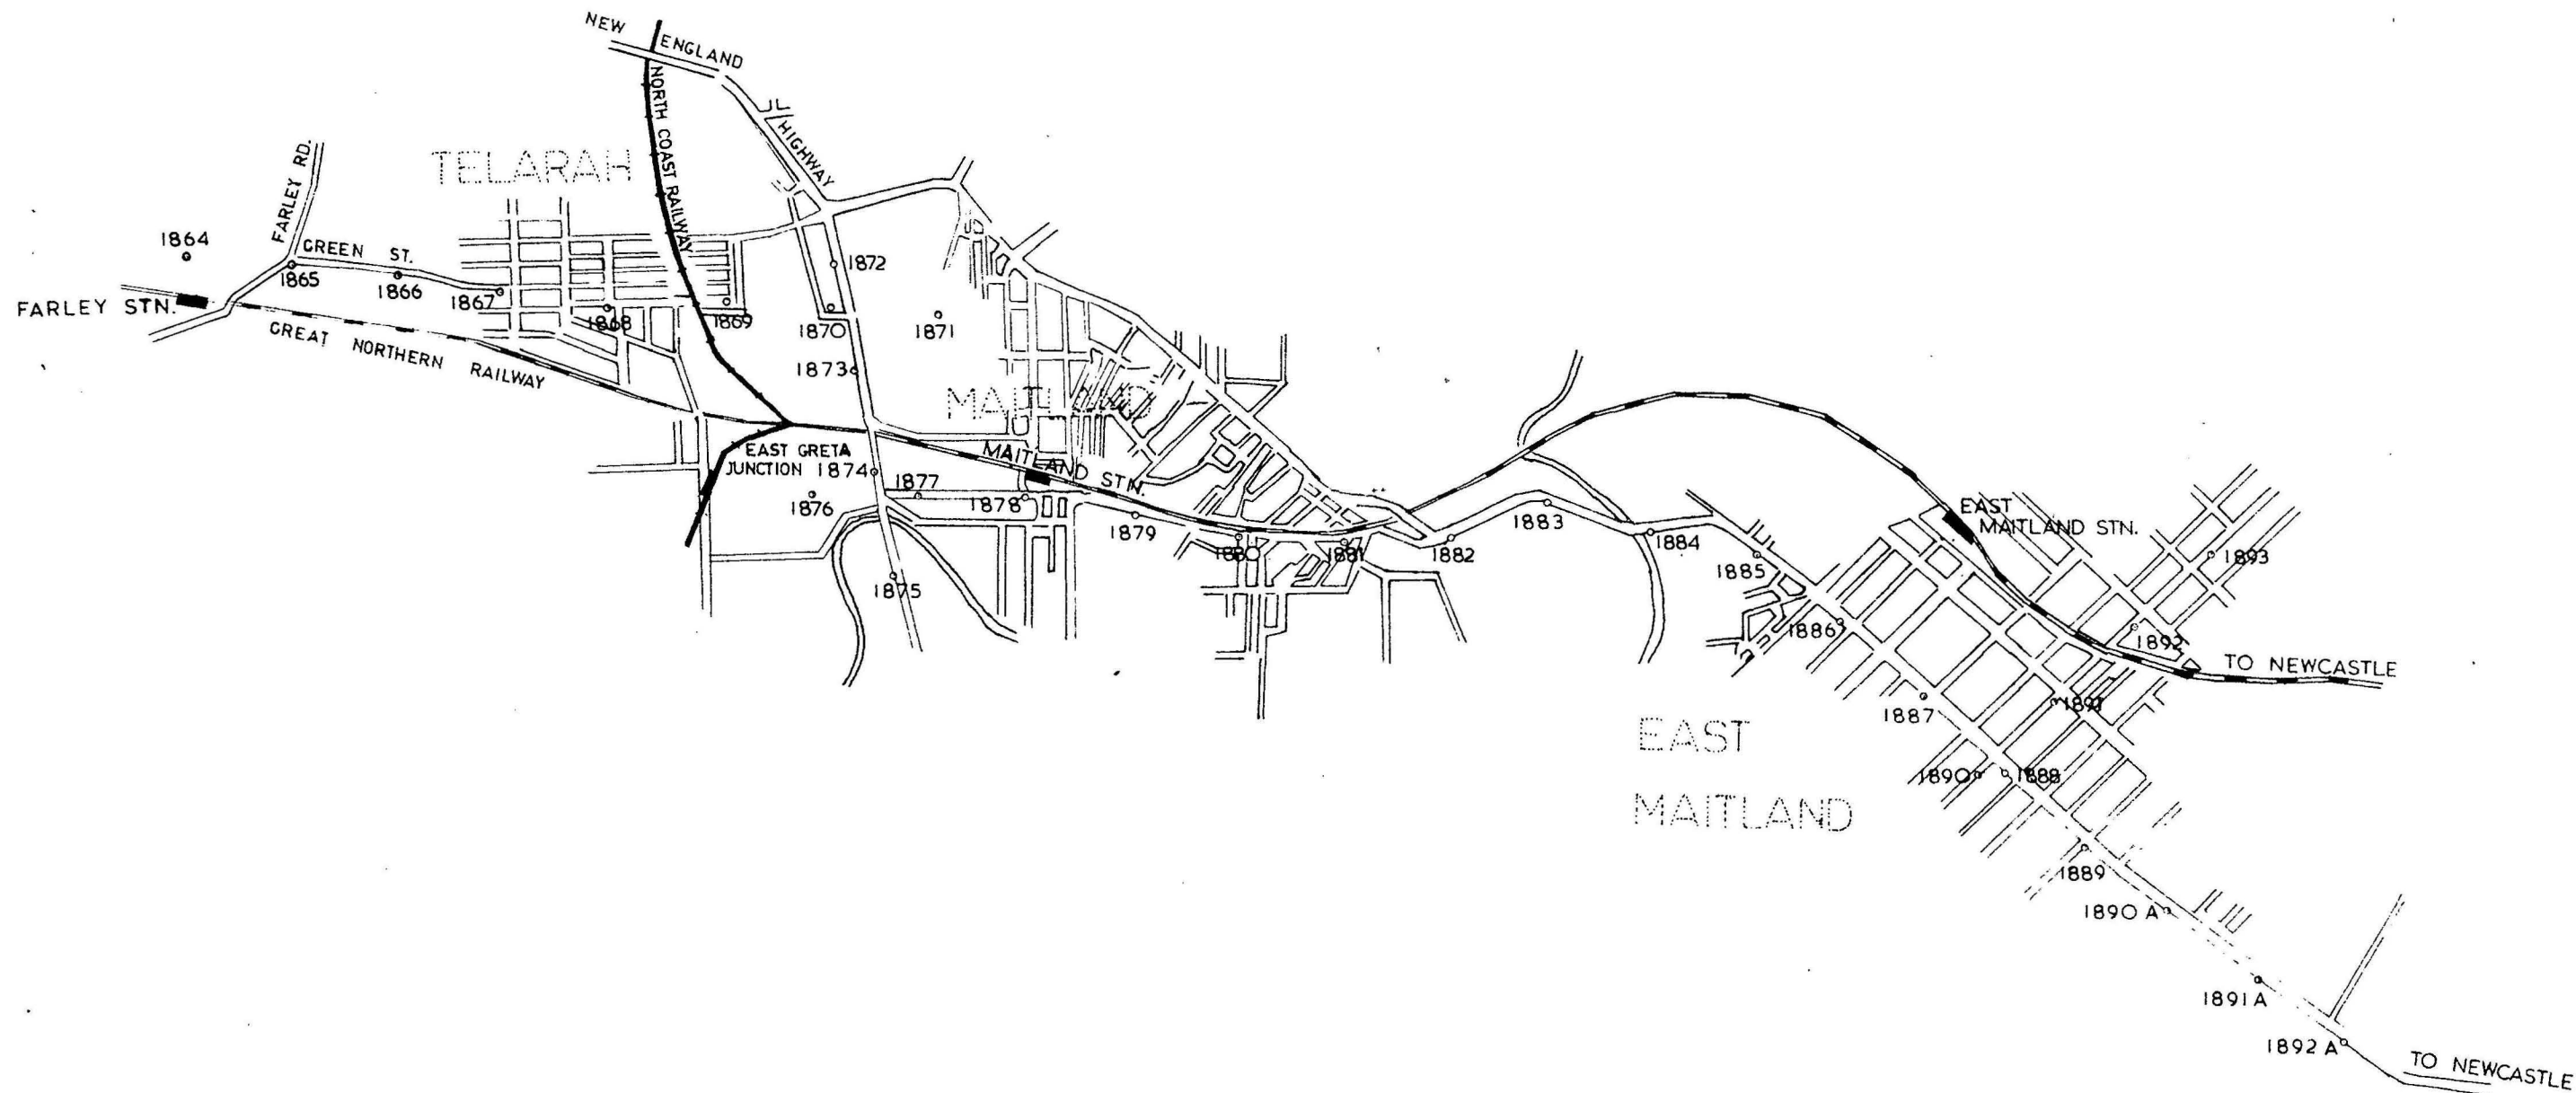 NEW
ENGLAND
HIGHWAY
NORTH COAST RAILWAY
TELARAH
FARLEY RD.
1864
GREEN ST.
1865
1866
1867
1868
1869
1870
1871
1872
1873
FARLEY STN.
GREAT NORTHERN RAILWAY
MAITLAND
EAST GRETA
JUNCTION
1874
1875
1876
1877
1878
MAITLAND STN.
1879
1880
1881
1882
1883
1884
1885
1886
1887
1888
1889
1890
1891
1892
1893
EAST
MAITLAND STN.
TO NEWCASTLE
EAST
MAITLAND
1890 A
1891 A
1892 A
TO NEWCASTLE